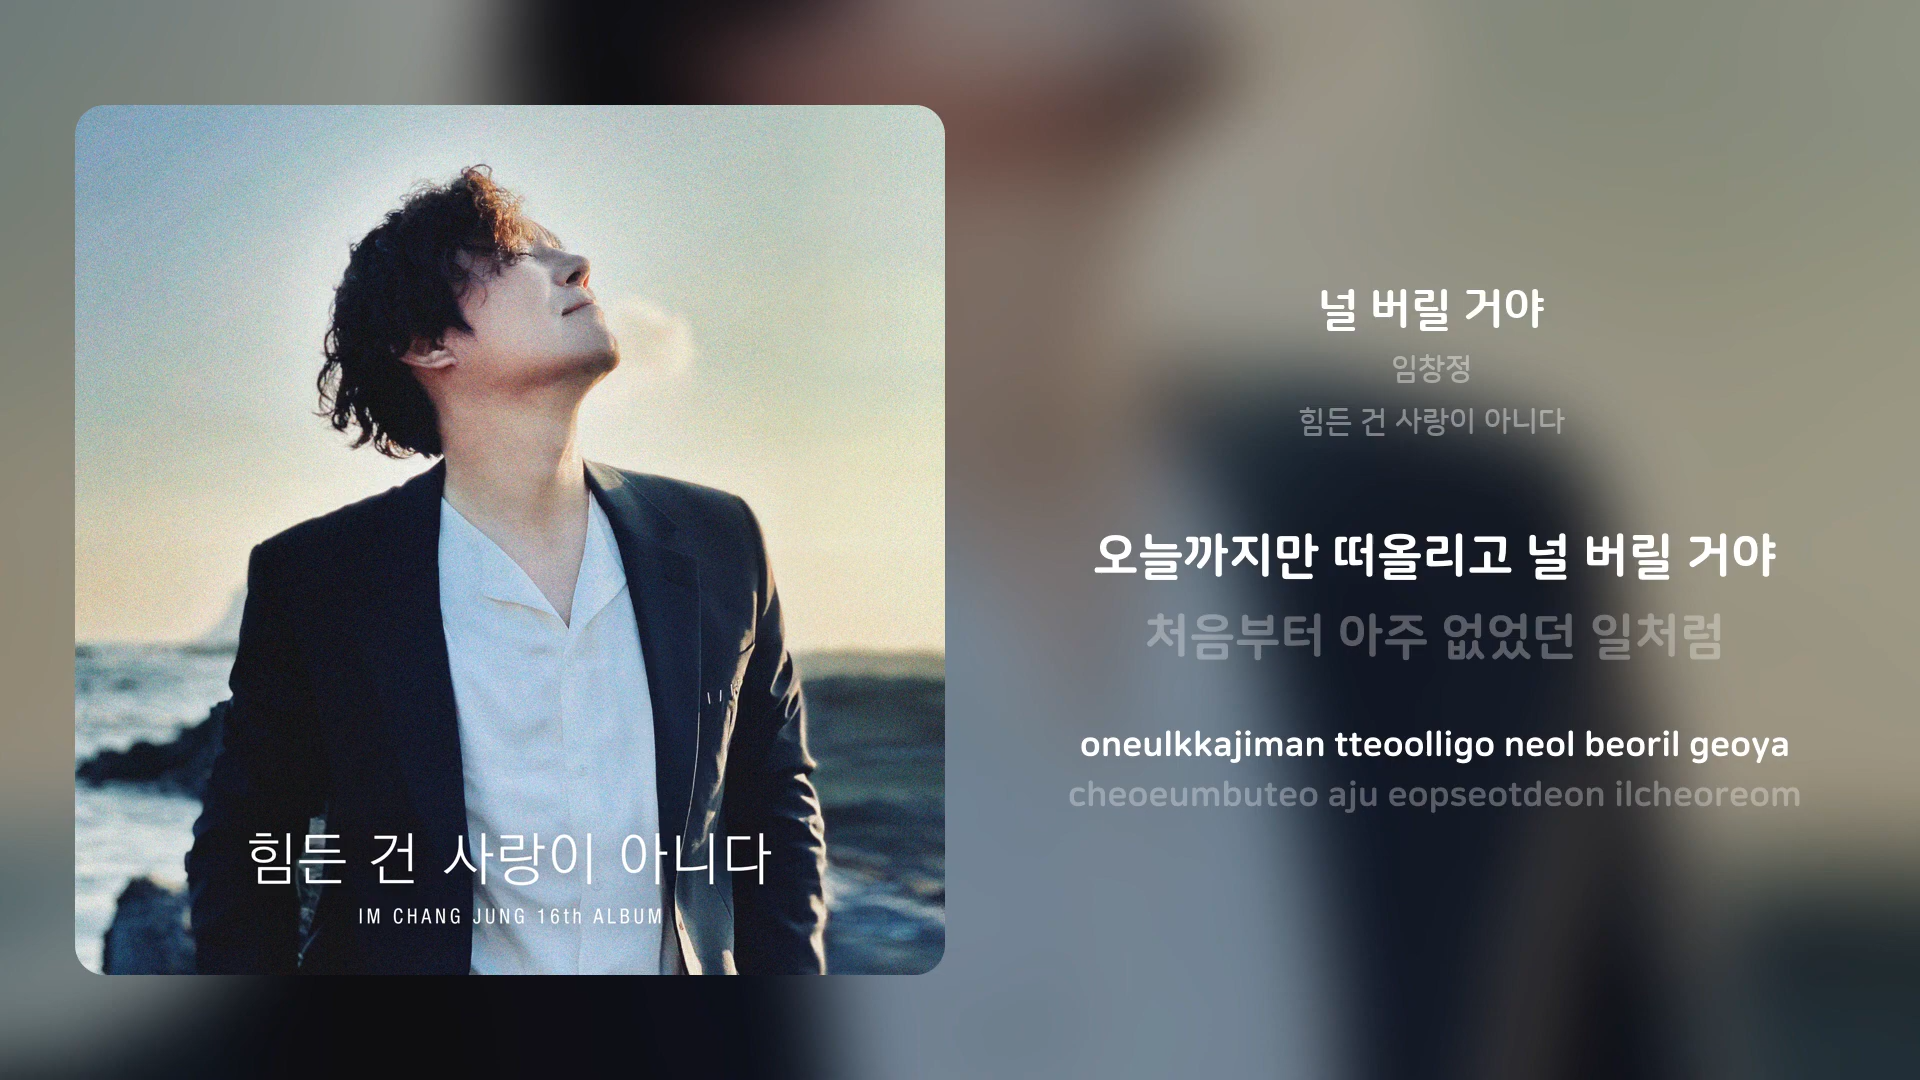 힘든 건 사랑이 아니다
IM CHANG JUNG 16th ALBUM
널 버릴 거야
임창정
힘든 건 사랑이 아니다
오늘까지만 떠올리고 널 버릴 거야
처음부터 아주 없었던 일처럼
oneulkkajiman tteoolligo neol beoril geoya
cheoeumbuteo aju eopseotdeon ilcheoreom